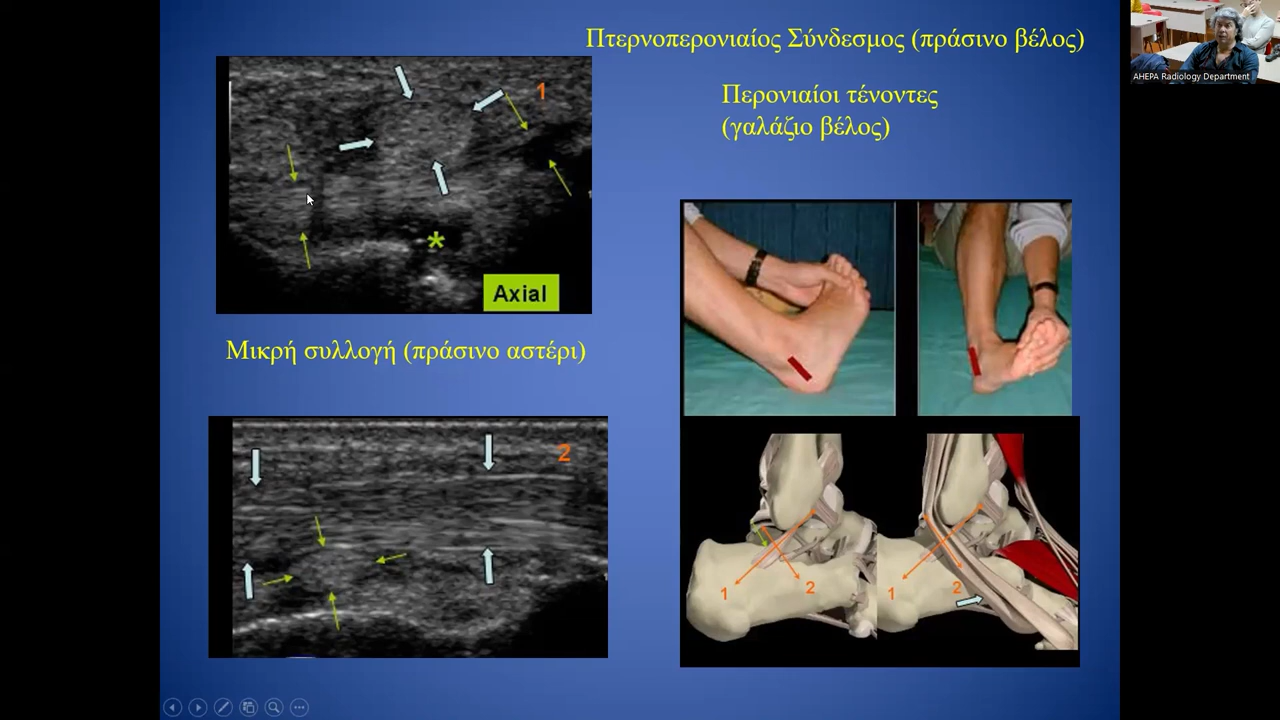 Πτερνοπερονιαίος Σύνδεσμος (πράσινο βέλος)
AHEPA Radiology Department
Περονιαίοι τένοντες
(γαλάζιο βέλος)
1
*
Axial
Μικρή συλλογή (πράσινο αστέρι)
2
1
2
1
2